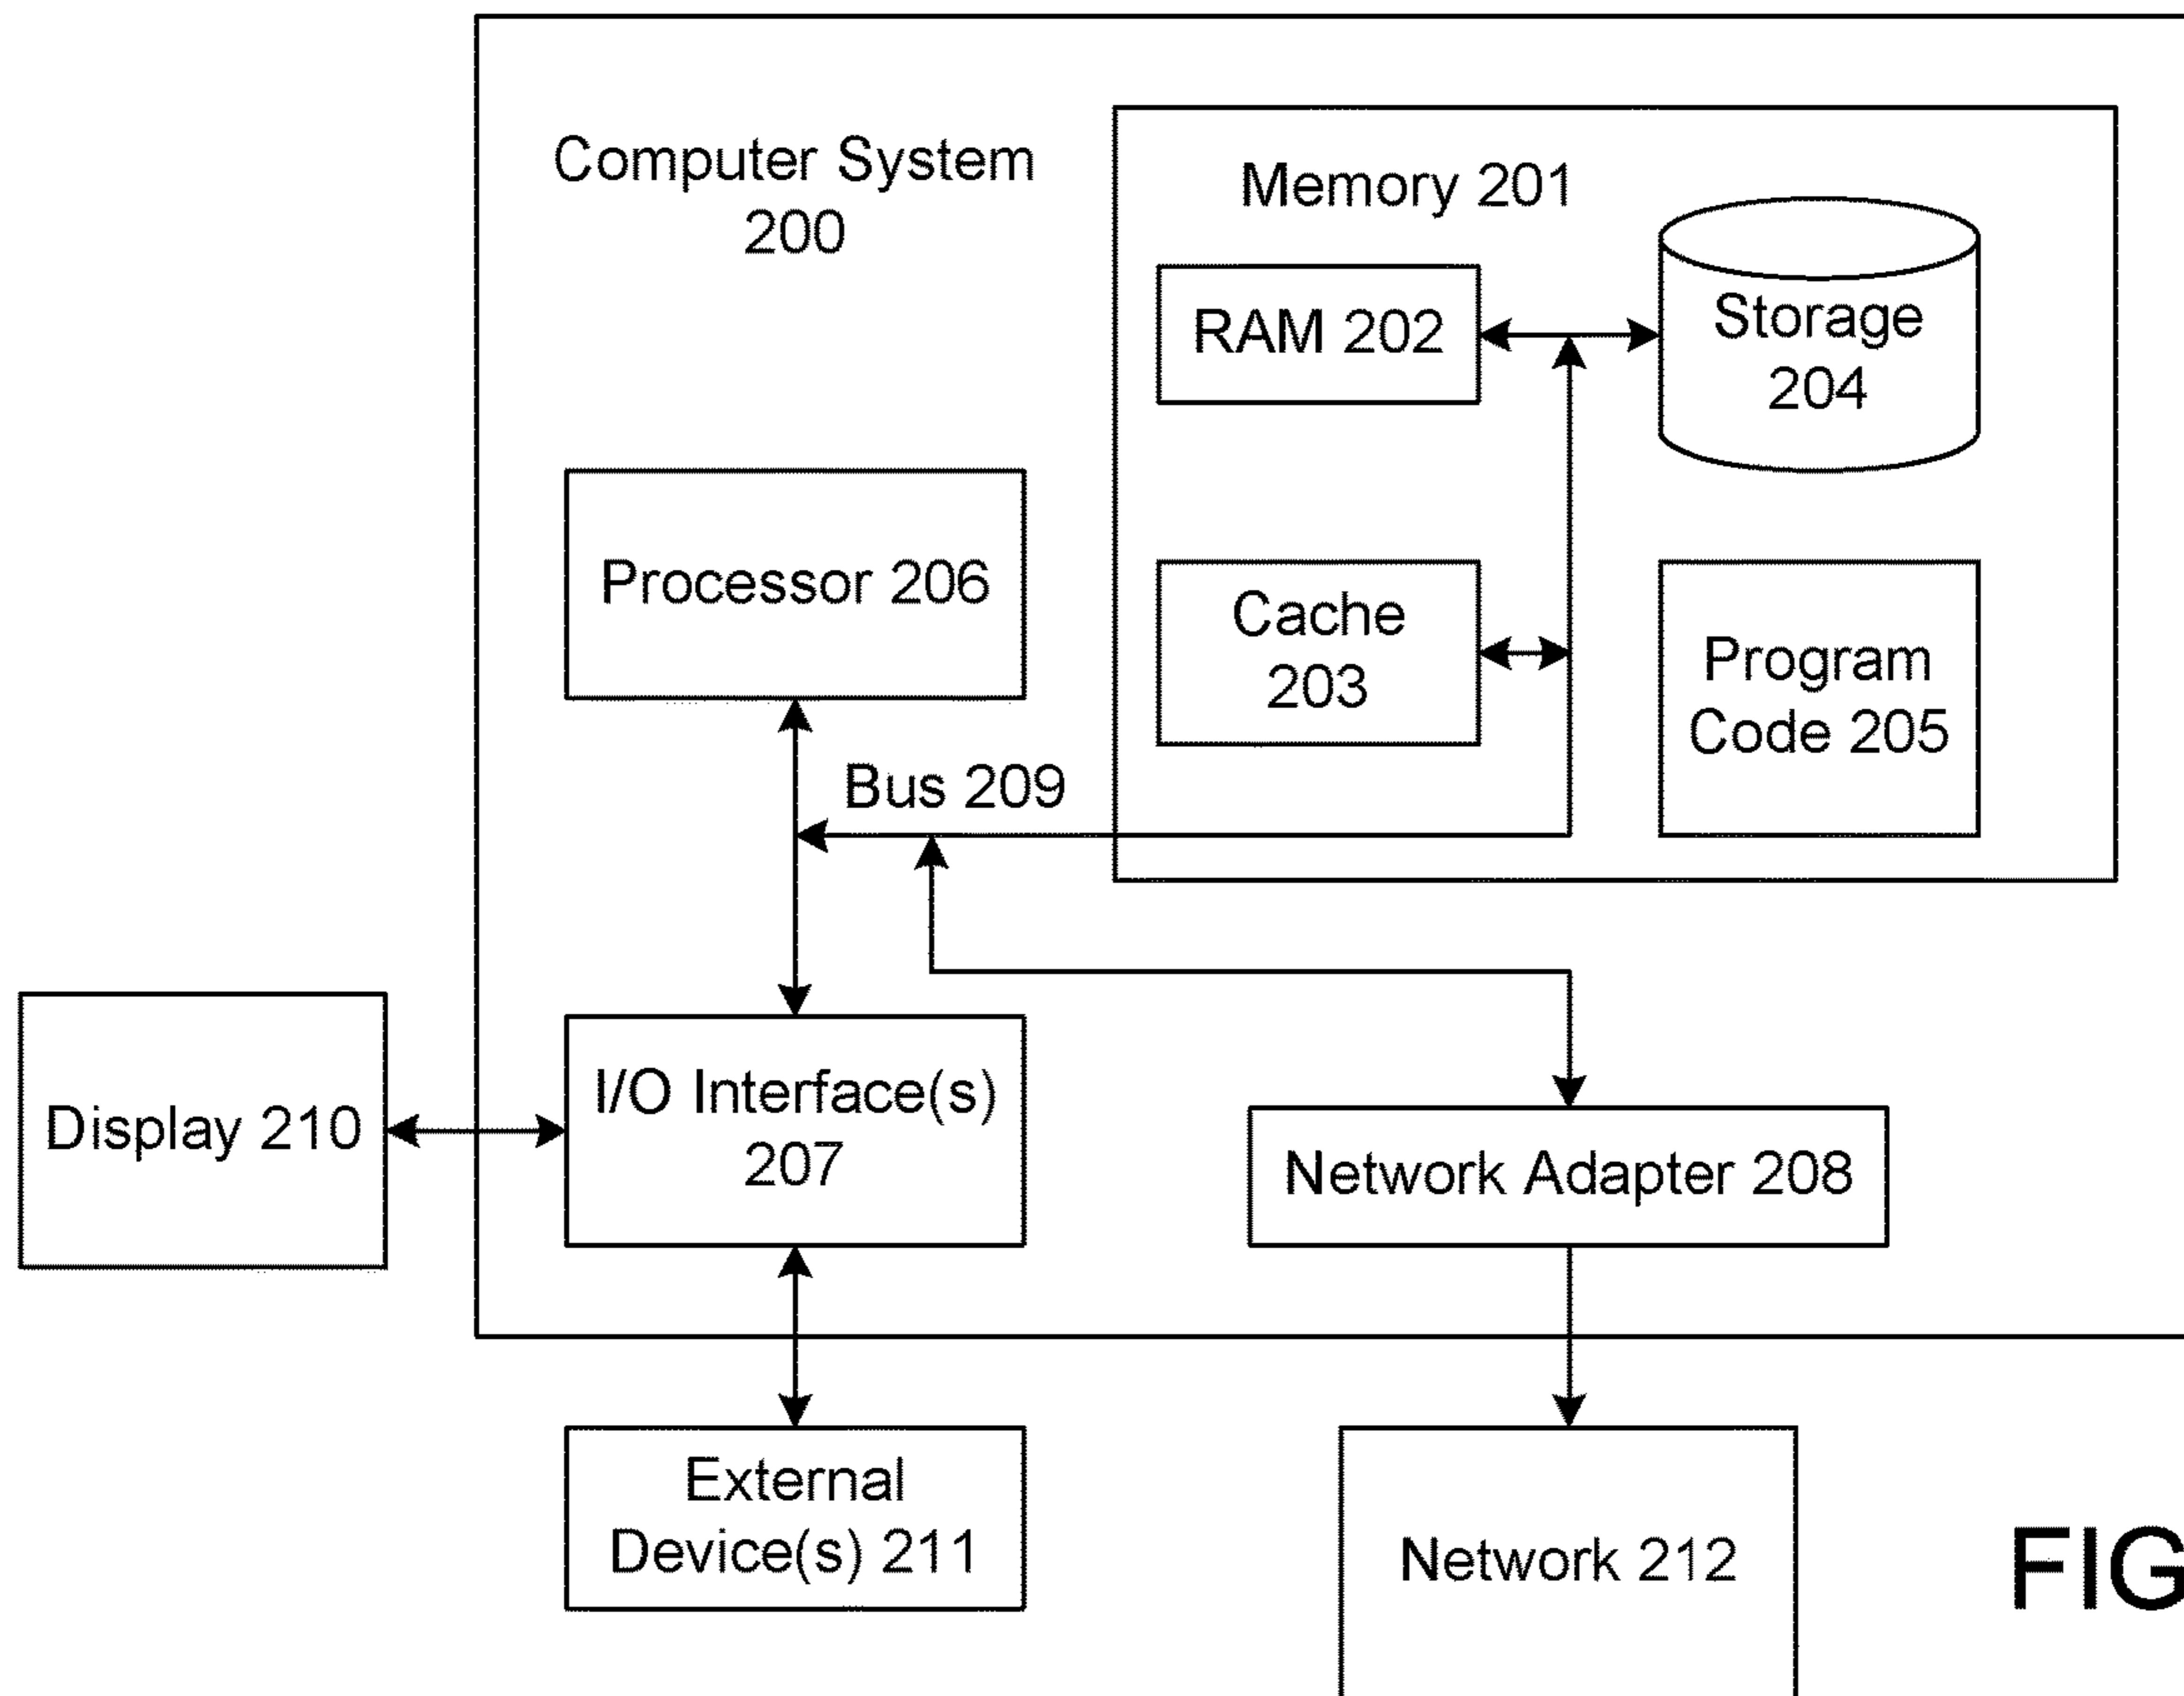 Computer System
200
Memory 201
RAM 202
Storage
204
Processor 206
Cache
203
Program
Code 205
Bus 209
Display 210
I/O Interface(s)
207
Network Adapter 208
External
Device(s) 211
Network 212
FIG